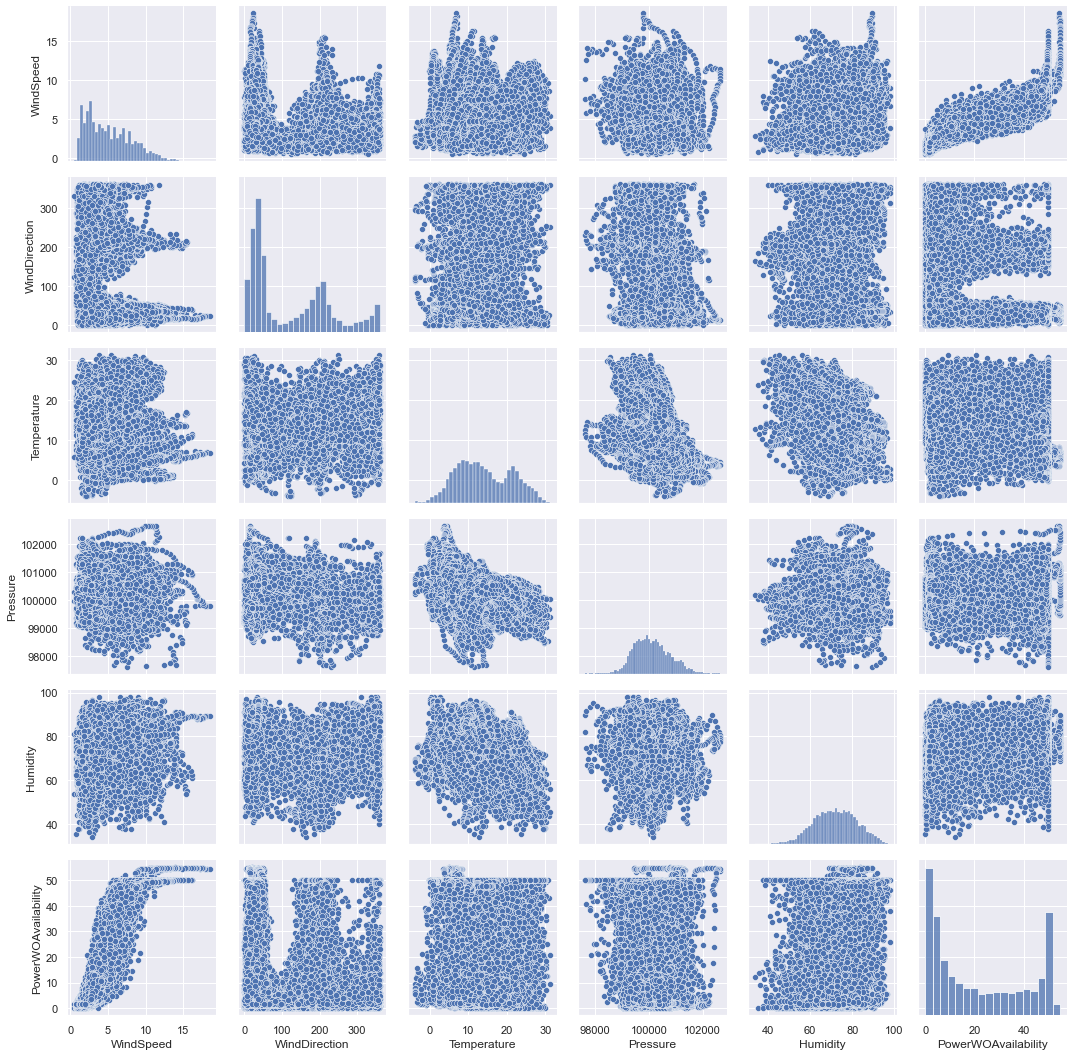 15
10
5
0
WindSpeed
300
200
100
0
WindDirection
30
20
10
0
Temperature
102000
101000
100000
99000
98000
Pressure
100
80
60
40
Humidity
50
40
30
20
10
0
PowerWOAvailability
0 5 10 15
0 100 200 300
0 10 20 30
98000 100000 102000
40 60 80 100
0 20 40
WindSpeed WindDirection Temperature Pressure Humidity PowerWOAvailability